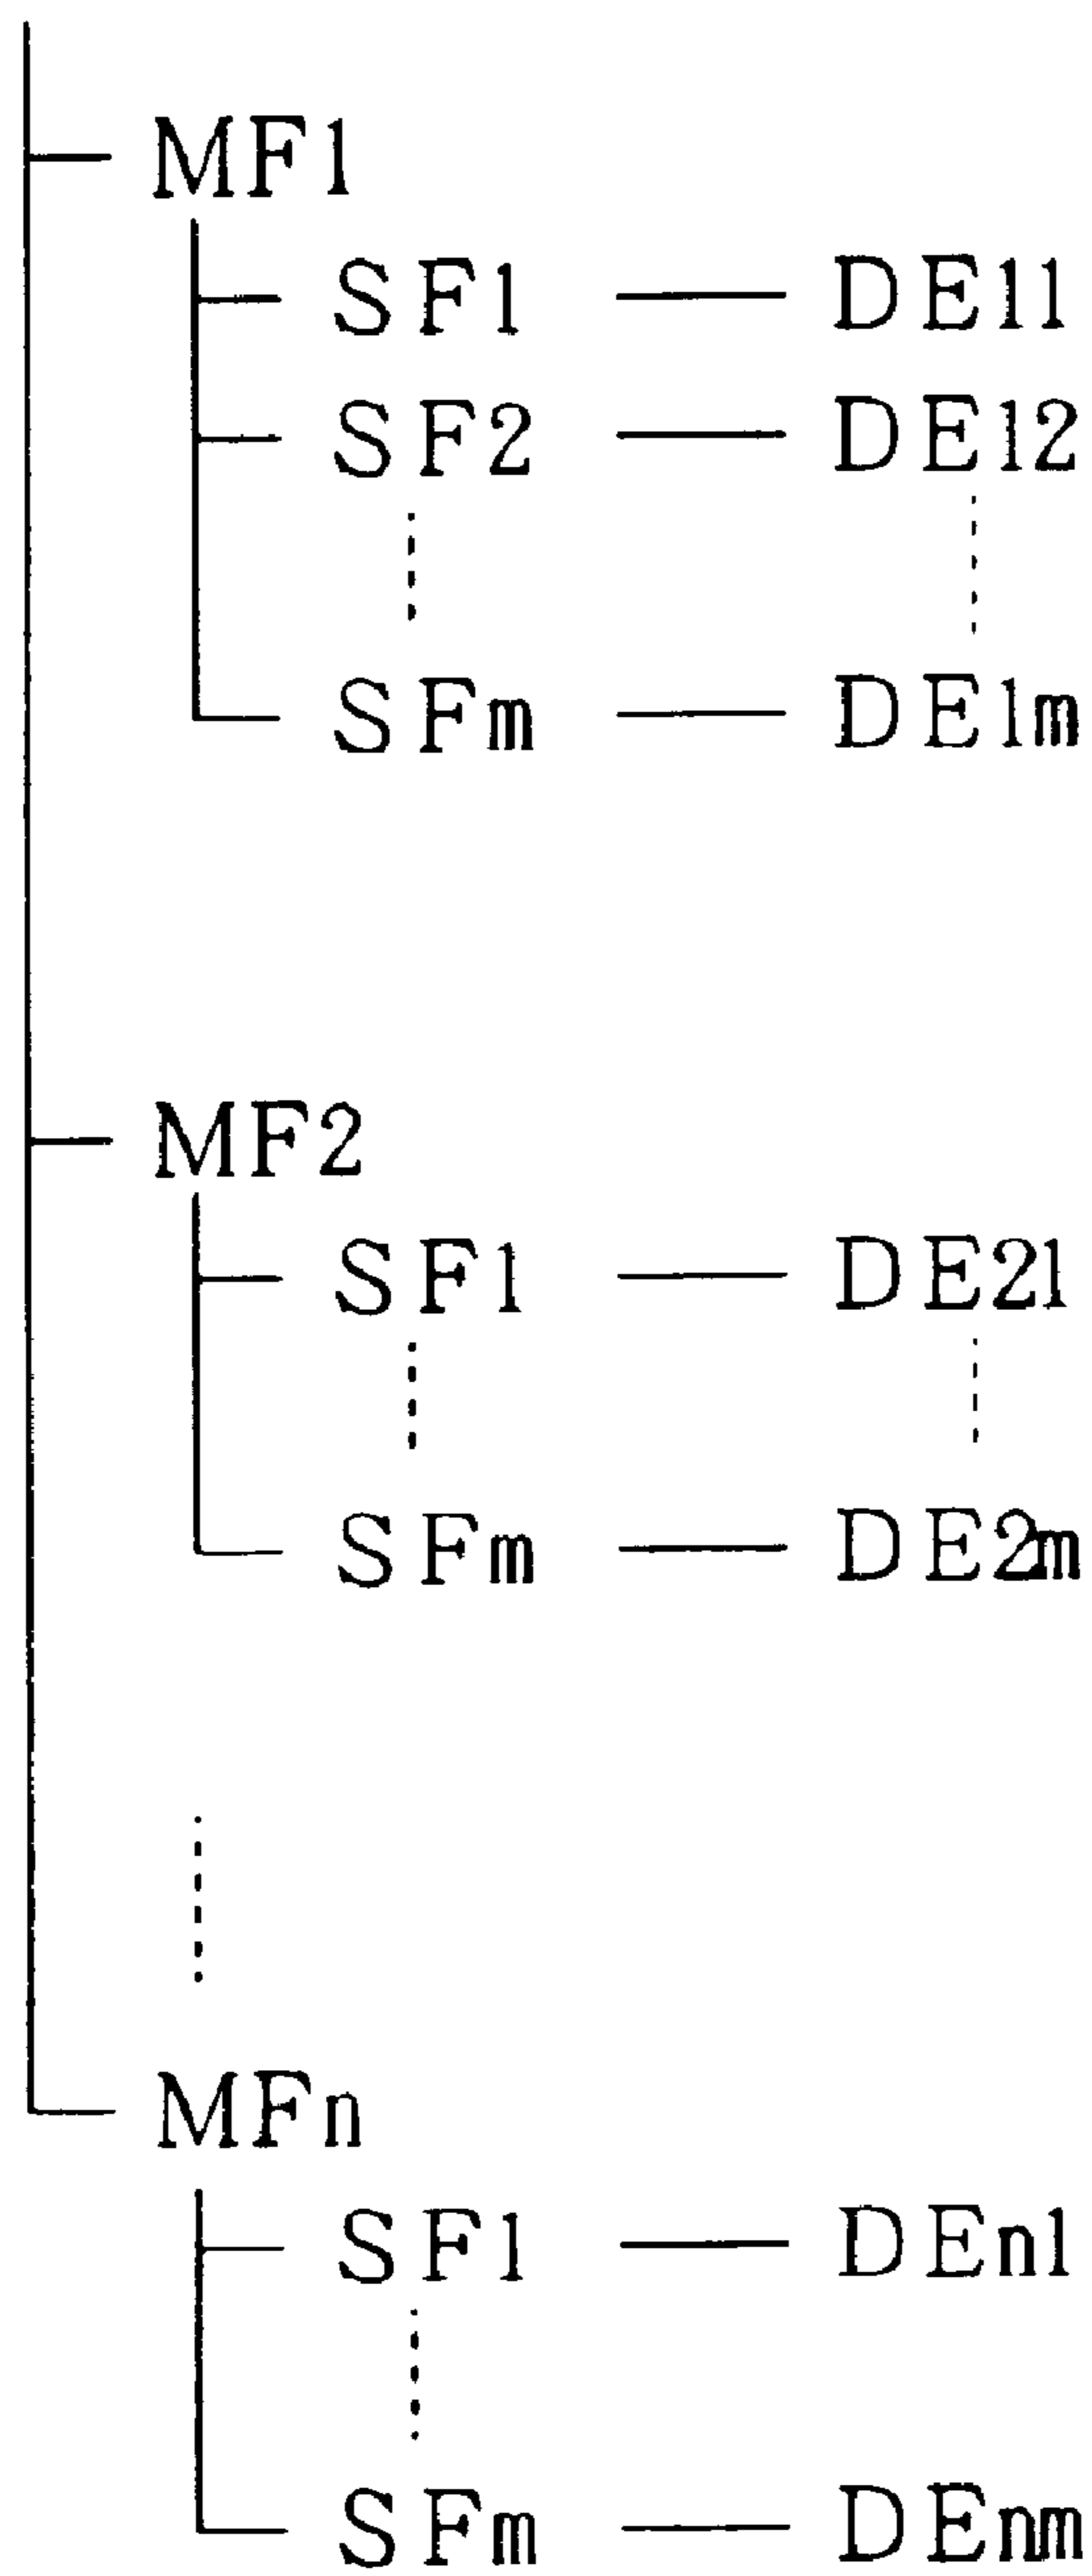 MF1
SF1 DE11
SF2 DE12
SFm DE1m
MF2
SF1 DE21
SFm DE2m
MFn
SF1 DEn1
SFm DEnm